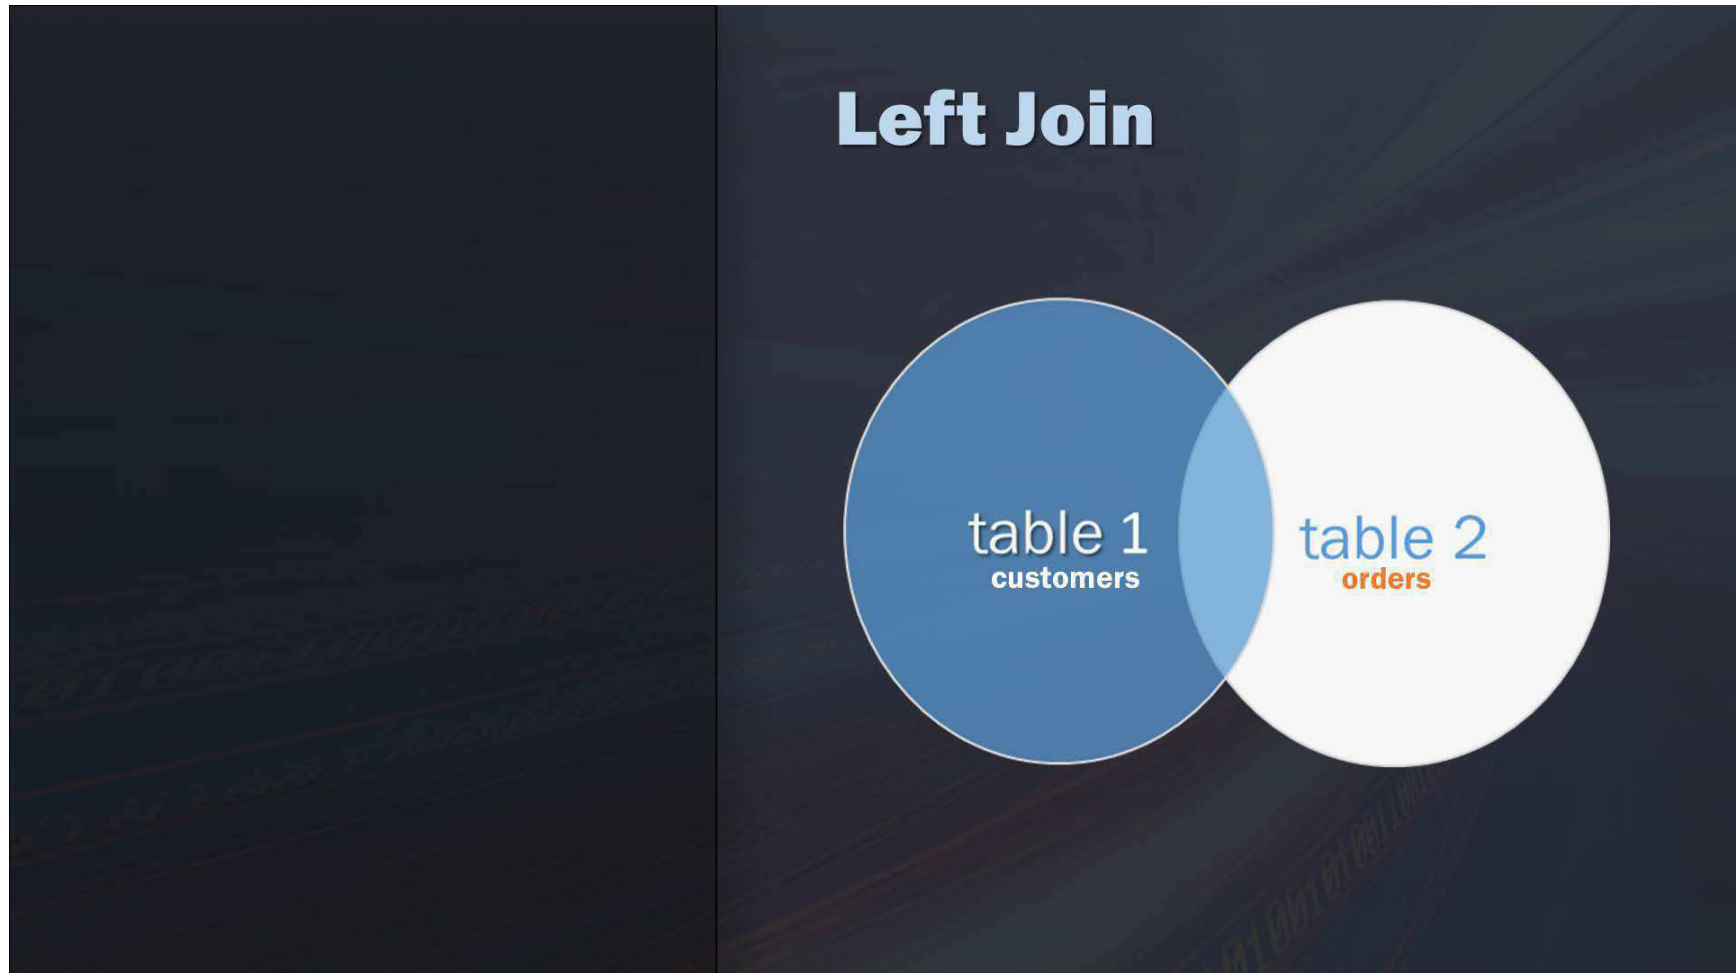 Left Join
table 1
customers
table 2
orders